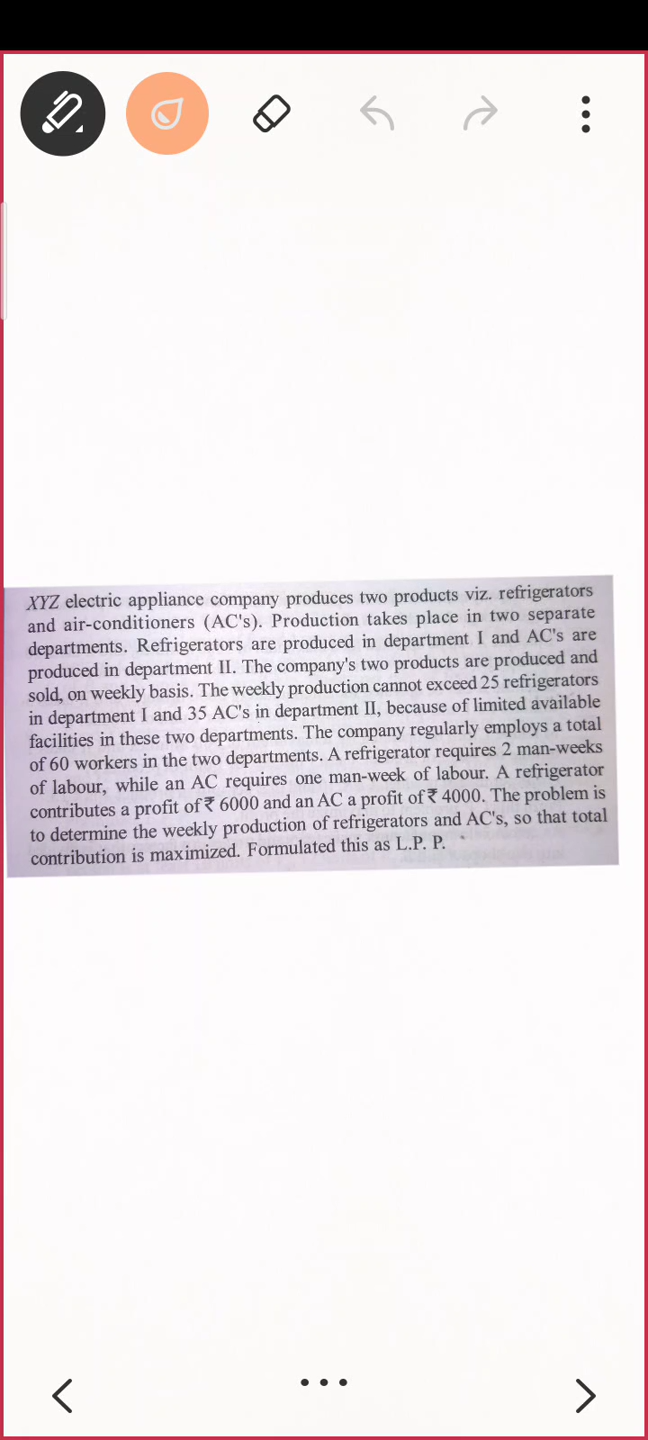 XYZ electric appliance company produces two products viz. refrigerators
and air-conditioners (AC's). Production takes place in two separate
departments. Refrigerators are produced in department I and AC's are
produced in department II. The company's two products are produced and
sold, on weekly basis. The weekly production cannot exceed 25 refrigerators
in department I and 35 AC's in department II, because of limited available
facilities in these two departments. The company regularly employs a total
of 60 workers in the two departments. A refrigerator requires 2 man-weeks
of labour, while an AC requires one man-week of labour. A refrigerator
contributes a profit of ₹ 6000 and an AC a profit of ₹ 4000. The problem is
to determine the weekly production of refrigerators and AC's, so that total
contribution is maximized. Formulated this as L.P. P.